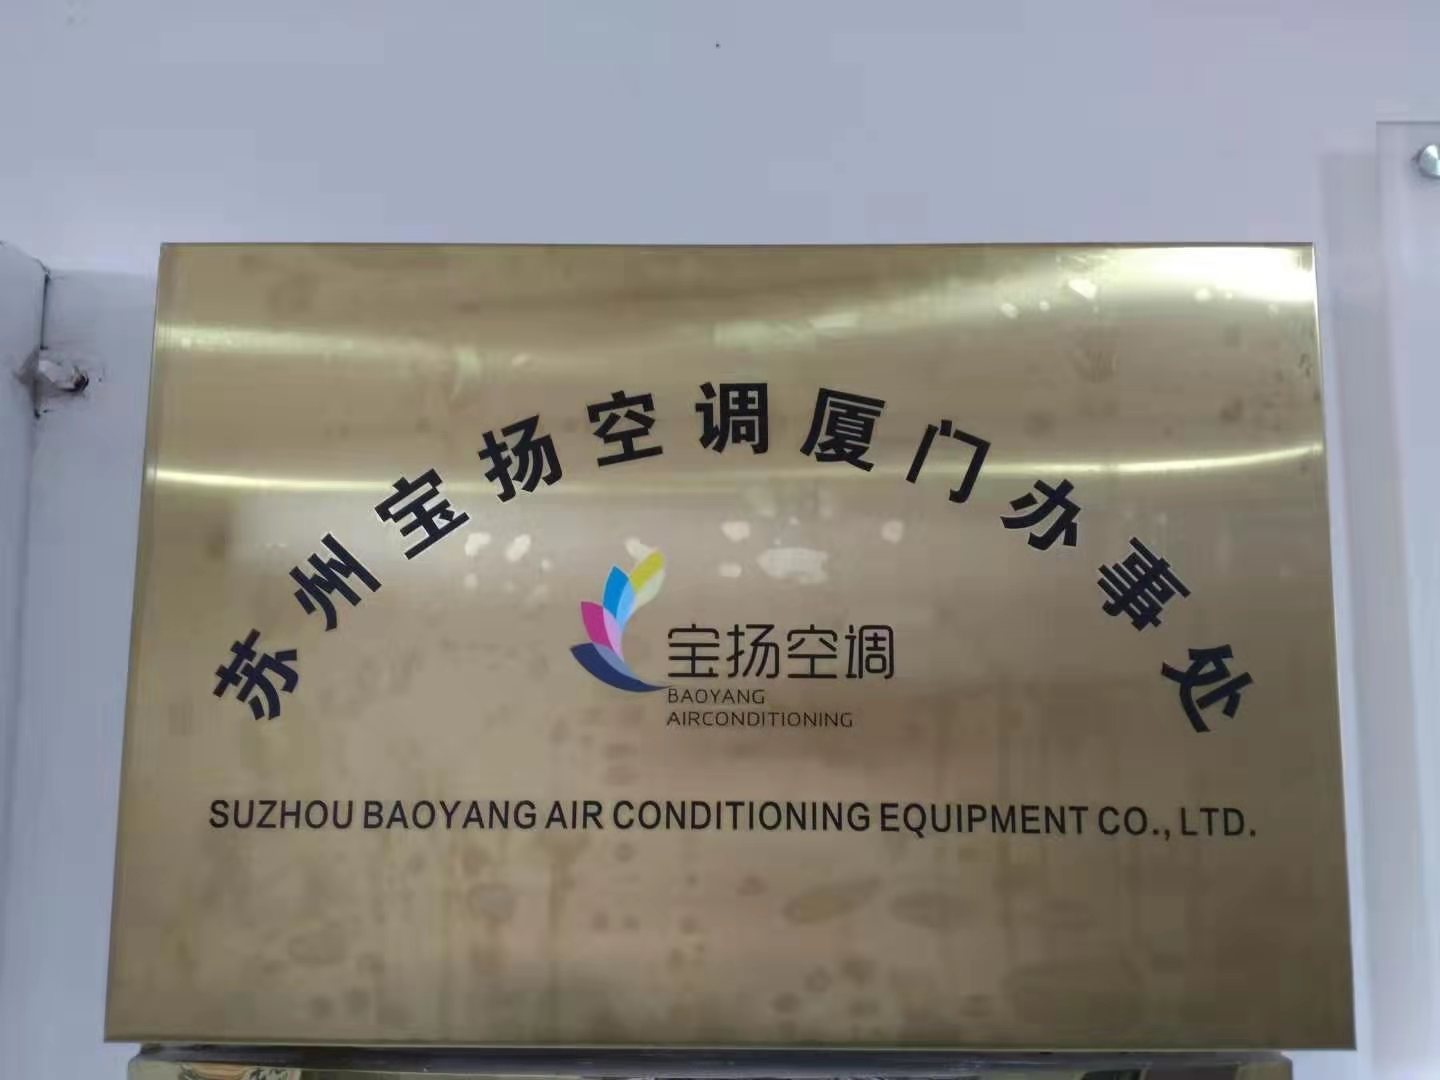 苏州宝扬空调厦门办事处
宝扬空调
BAOYANG
AIRCONDITIONING
SUZHOU BAOYANG AIR CONDITIONING EQUIPMENT CO., LTD.